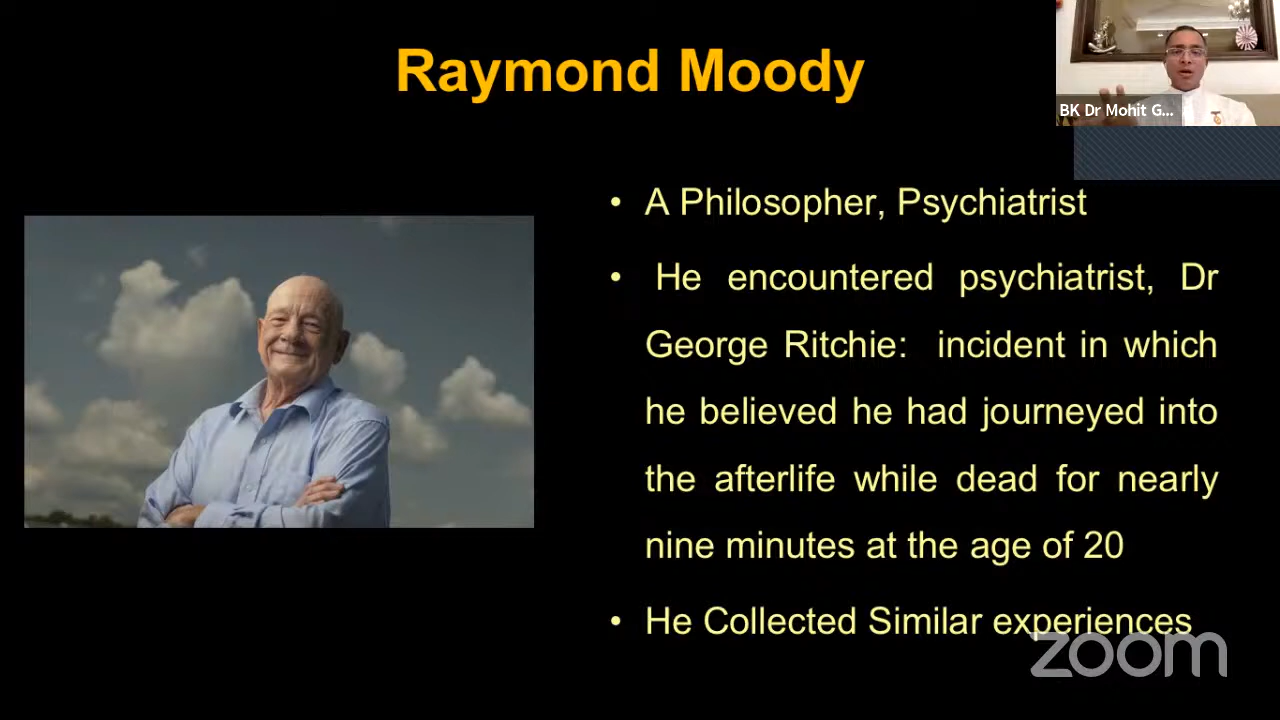 Raymond Moody
BK Dr Mohit G...
• A Philosopher, Psychiatrist
• He encountered psychiatrist, Dr
George Ritchie: incident in which
he believed he had journeyed into
the afterlife while dead for nearly
nine minutes at the age of 20
• He Collected Similar experiences
zoom